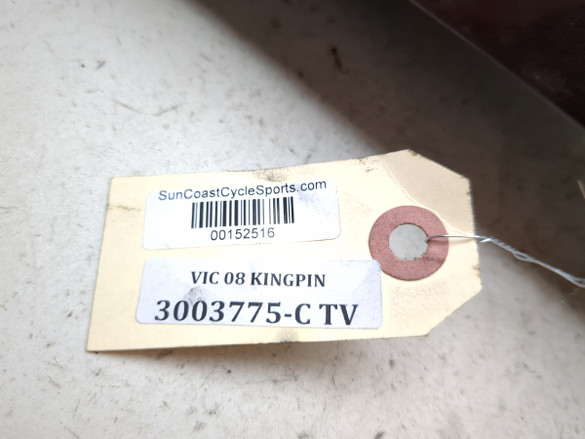 SunCoastCycleSports.com
00152516
VIC 08 KINGPIN
3003775-C TV